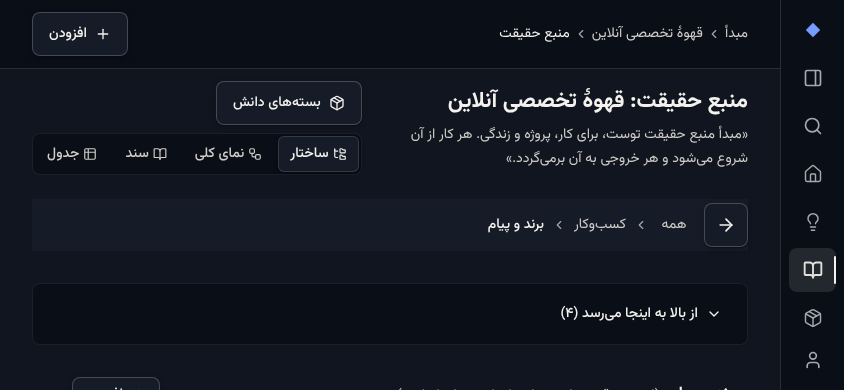 مبدأ › قهوهٔ تخصصی آنلاین › منبع حقیقت
افزودن
منبع حقیقت: قهوهٔ تخصصی آنلاین
«مبدأ منبع حقیقت توست، برای کار، پروژه و زندگی. هر کار از آن
شروع می‌شود و هر خروجی به آن برمی‌گردد.»
بسته‌های دانش
ساختار نمای کلی سند جدول
همه › کسب‌وکار › برند و پیام
از بالا به اینجا می‌رسد (۴)